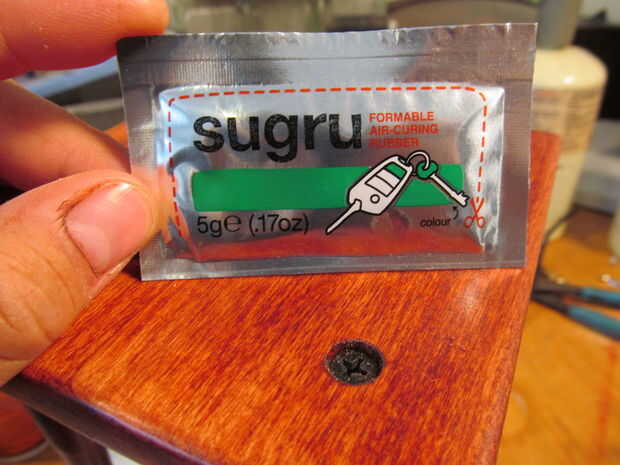 sugru
FORMABLE
AIR-CURING
RUBBER
5g℮ (.17oz)
colour